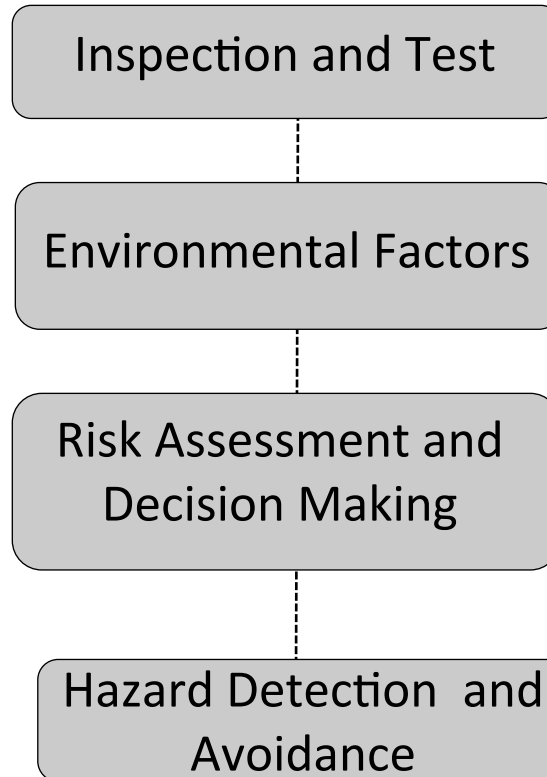 Inspection and Test
Environmental Factors
Risk Assessment and
Decision Making
Hazard Detection and
Avoidance